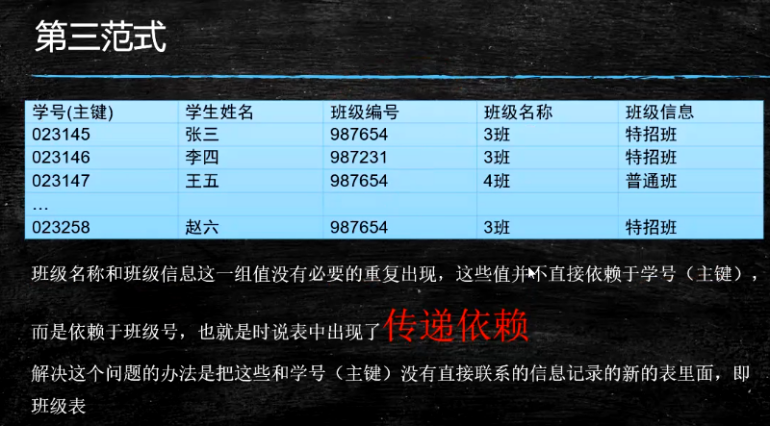 第三范式
学号(主键) 学生姓名 班级编号 班级名称 班级信息
023145 张三 987654 3班 特招班
023146 李四 987231 3班 特招班
023147 王五 987654 4班 普通班
...
023258 赵六 987654 3班 特招班
班级名称和班级信息这一组值没有必要的重复出现，这些值并不直接依赖于学号（主键），
而是依赖于班级号，也就是时说表中出现了传递依赖
解决这个问题的办法是把这些和学号（主键）没有直接联系的信息记录的新的表里面，即
班级表